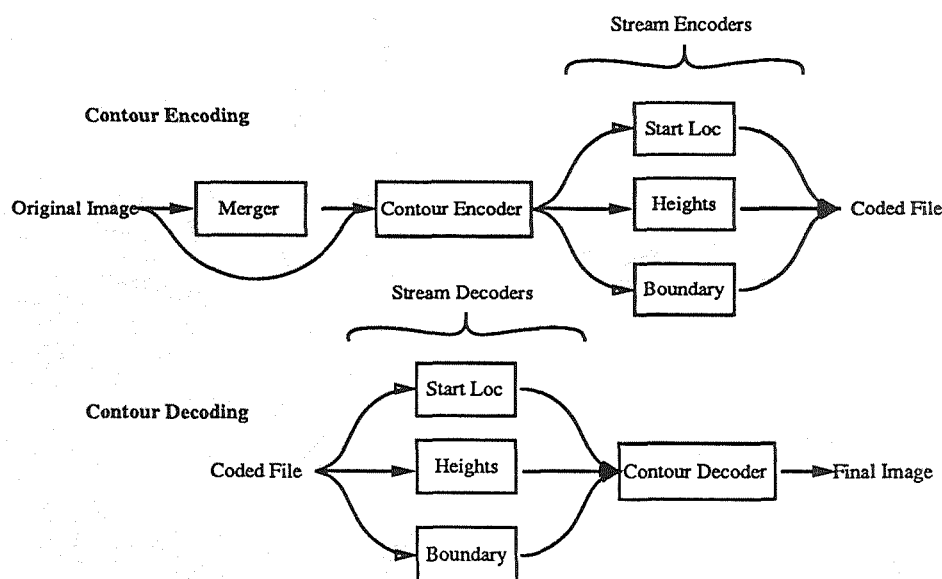 Stream Encoders
Contour Encoding
Start Loc
Original Image
Merger
Contour Encoder
Heights
Coded File
Boundary
Stream Decoders
Start Loc
Contour Decoding
Coded File
Heights
Contour Decoder
Final Image
Boundary